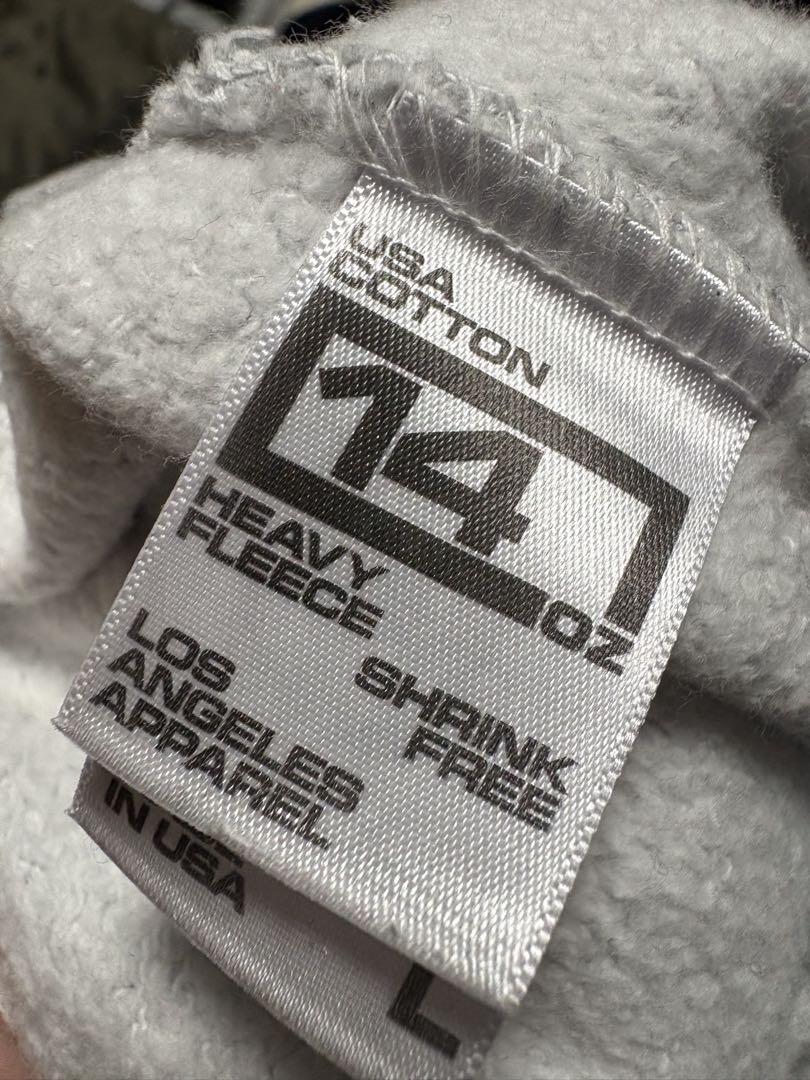 USA
COTTON
14
OZ
HEAVY
FLEECE
LOS
ANGELES
APPAREL
SHRINK
FREE
IN USA
L